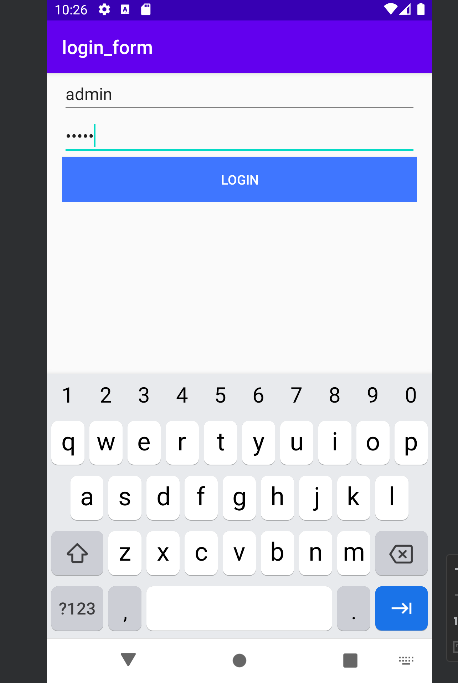 10:26
login_form
admin
•••••
LOGIN
1 2 3 4 5 6 7 8 9 0
q w e r t y u i o p
a s d f g h j k l
z x c v b n m
?123 , .